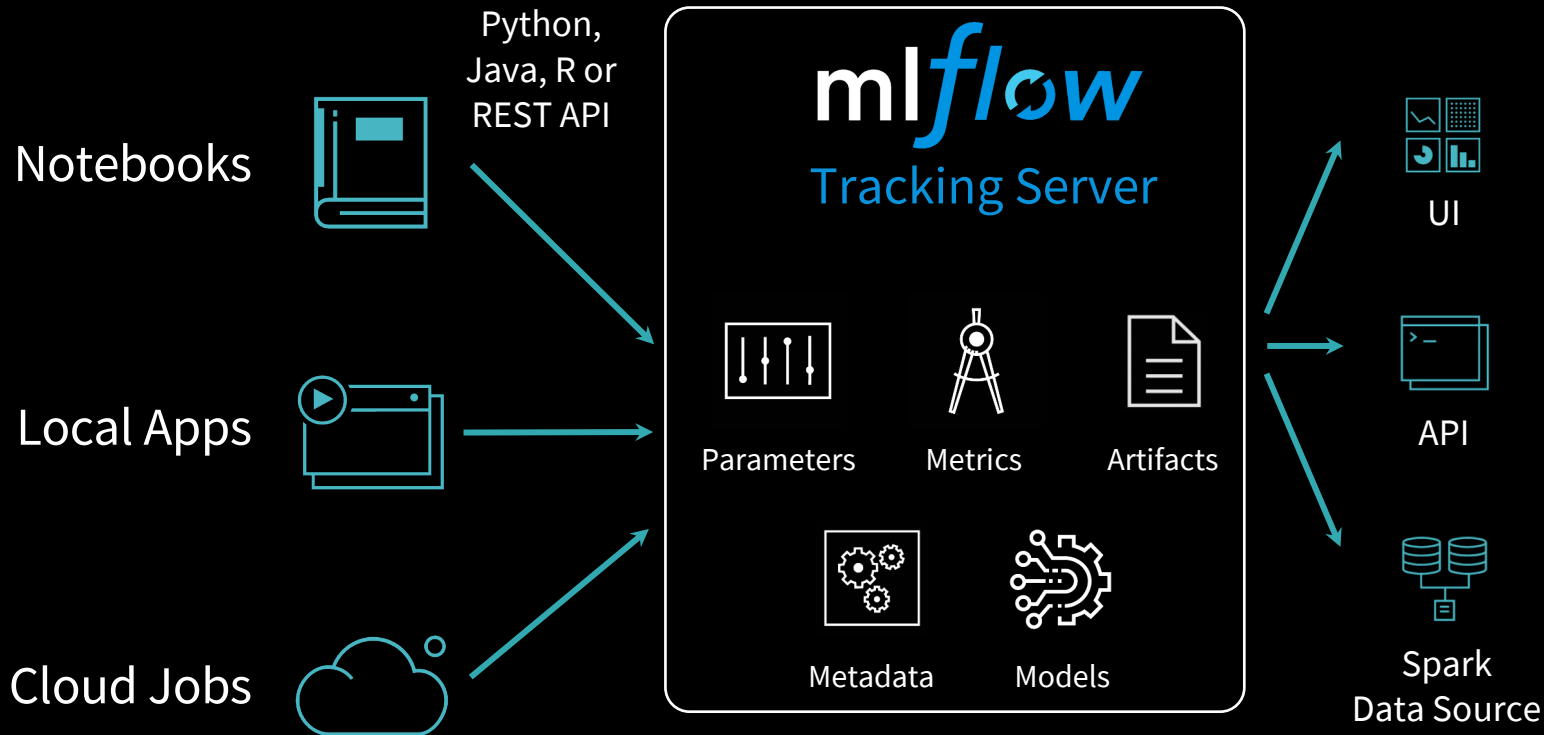 Python,
Java, R or
REST API
Notebooks
Local Apps
Cloud Jobs
mlflow
Tracking Server
Parameters
Metrics
Artifacts
Metadata
Models
UI
>_
API
Spark
Data Source